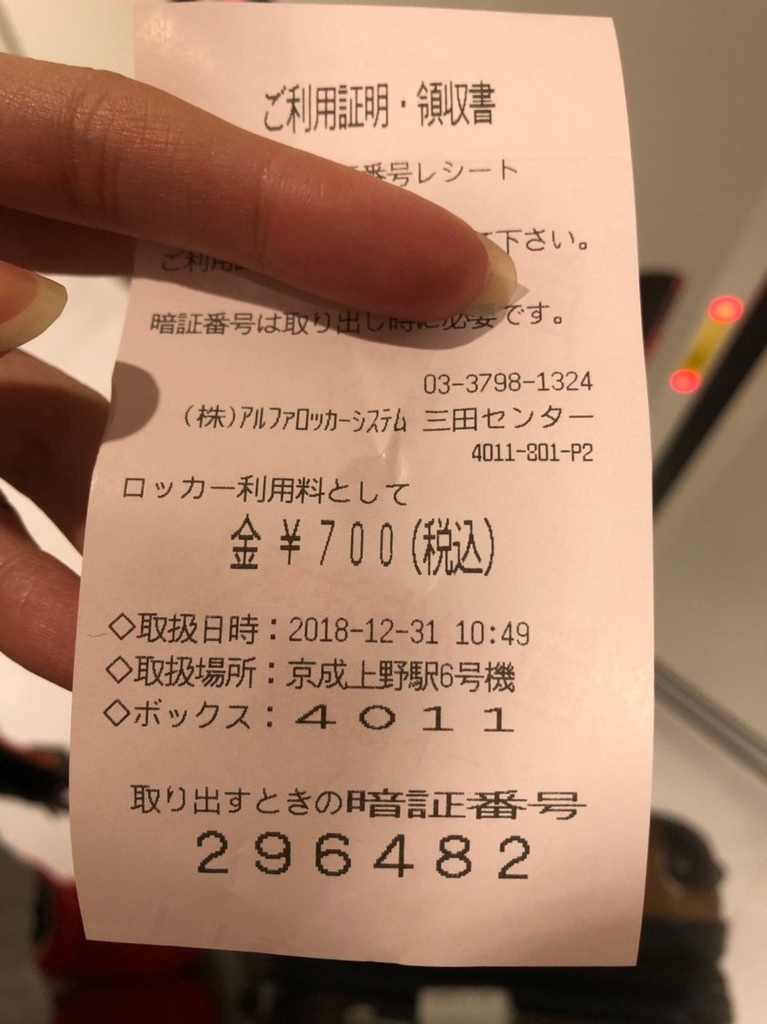 ご利用証明・領収書
番号レシート
下さい。
ご利用
暗証番号は取り出し時に必要です。
03-3798-1324
(株)アルファロッカーシステム 三田センター
4011-801-P2
ロッカー利用料として
金￥700(税込)
◇取扱日時：2018-12-31 10:49
◇取扱場所：京成上野駅6号機
◇ボックス：4011
取り出すときの暗証番号
296482